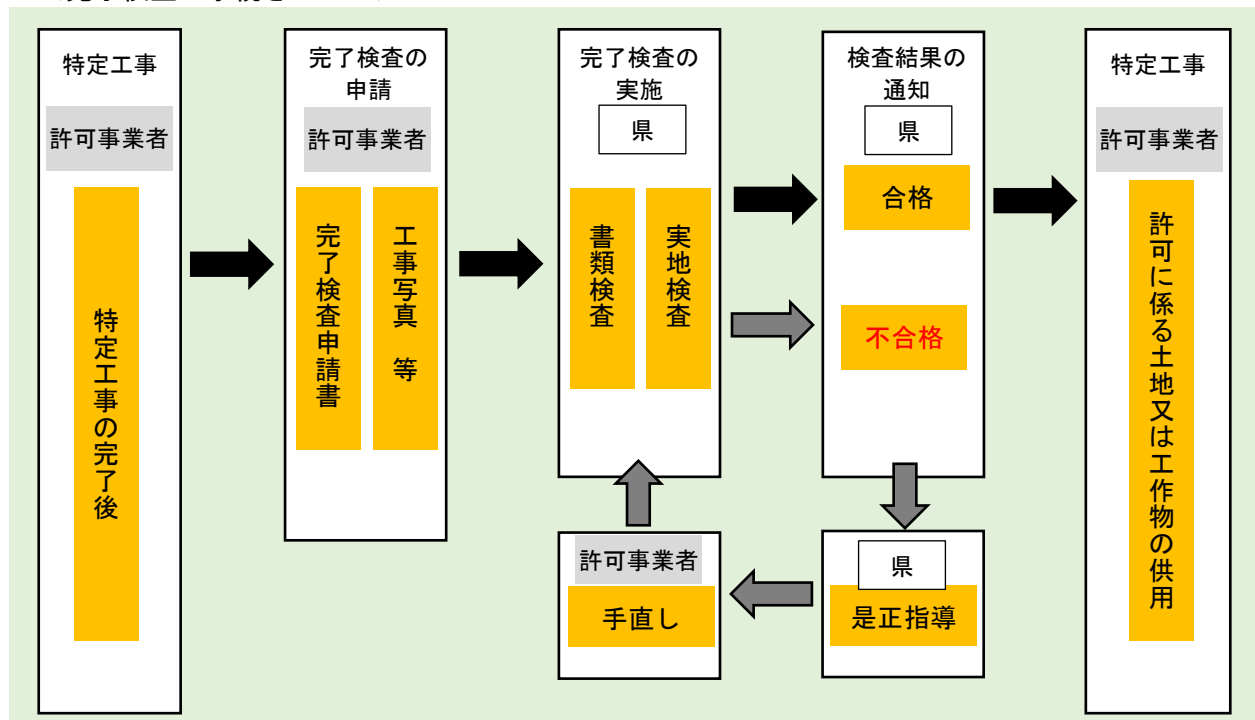 特定工事
許可事業者
特定工事の完了後
完了検査の
申請
許可事業者
完了検査申請書
工事写真 等
完了検査の
実施
県
書類検査
実地検査
検査結果の
通知
県
合格
不合格
県
是正指導
許可事業者
手直し
特定工事
許可事業者
許可に係る土地又は工作物の供用